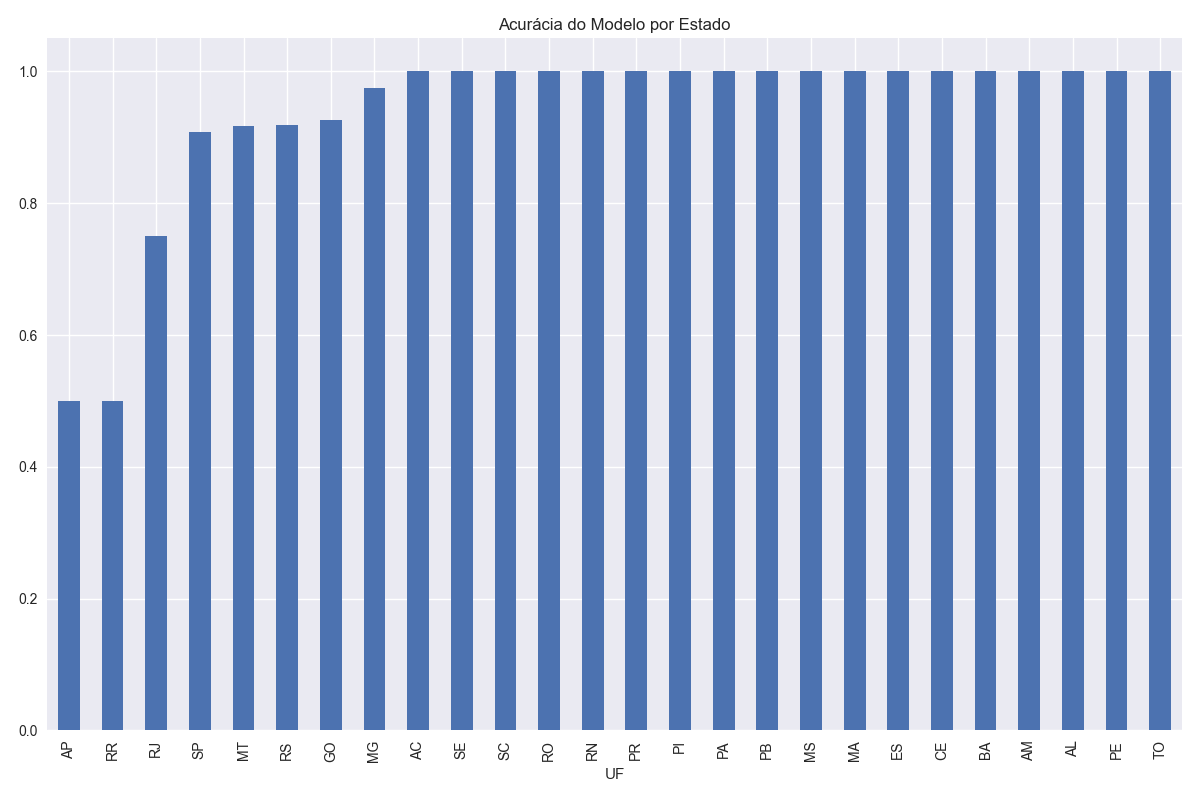 Acurácia do Modelo por Estado
1.0
0.8
0.6
0.4
0.2
0.0
AP RR RJ SP MT RS GO MG AC SE SC RO RN PR PI PA PB MS MA ES CE BA AM AL PE TO
UF